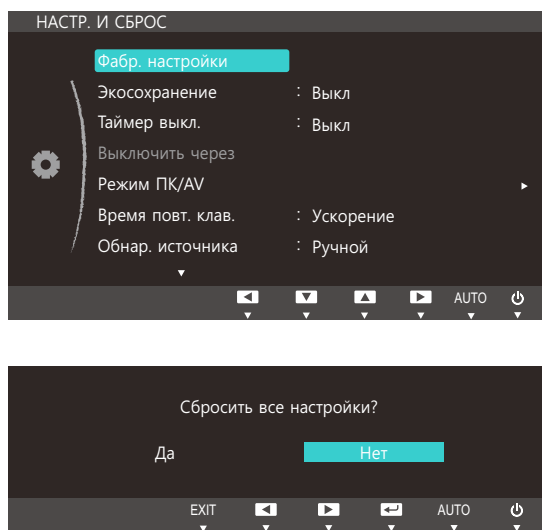 НАСТР. И СБРОС
Фабр. настройки
Экосохранение : Выкл
Таймер выкл. : Выкл
Выключить через
Режим ПК/AV
Время повт. клав. : Ускорение
Обнар. источника : Ручной
AUTO
Сбросить все настройки?
Да Нет
EXIT AUTO